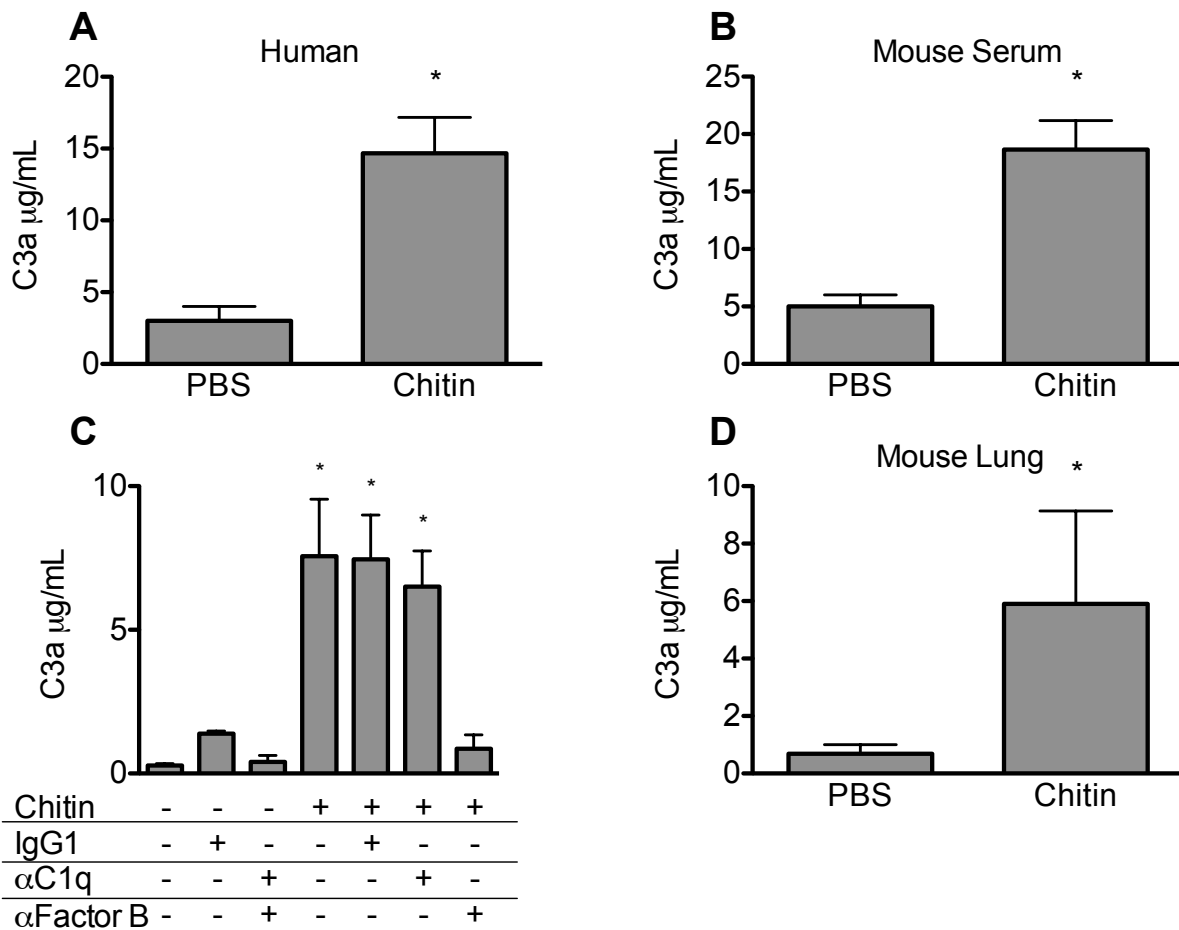 A
Human
*
20
15
10
5
0
C3a µg/mL
PBS Chitin
B
Mouse Serum
*
25
20
15
10
5
0
C3a µg/mL
PBS Chitin
C
* * *
10
5
0
C3a µg/mL
Chitin - - - + + + +
IgG1 - + - - + - -
αC1q - - + - - + -
αFactor B - - + - - - +
D
Mouse Lung
*
10
8
6
4
2
0
C3a µg/mL
PBS Chitin